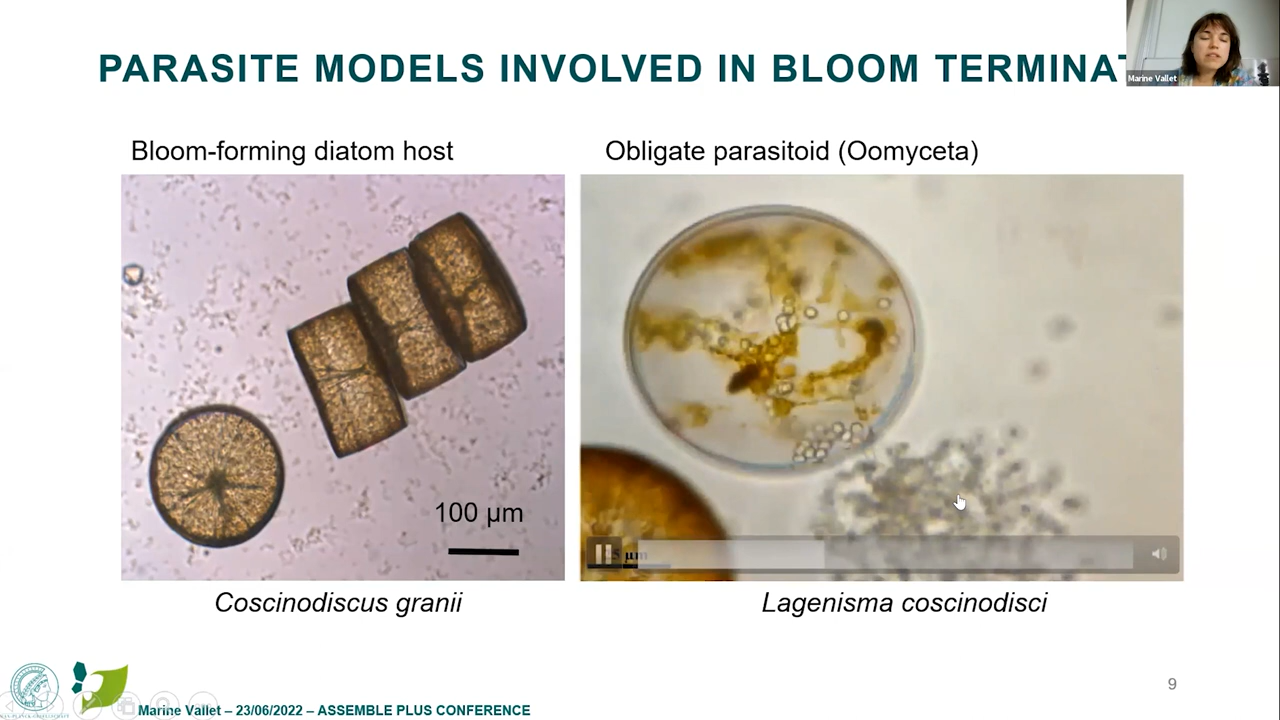 PARASITE MODELS INVOLVED IN BLOOM TERMINAT
Marine Vallet
Bloom-forming diatom host
Obligate parasitoid (Oomyceta)
100 µm
µm
Coscinodiscus granii
Lagenisma coscinodisci
9
Marine Vallet – 23/06/2022 – ASSEMBLE PLUS CONFERENCE